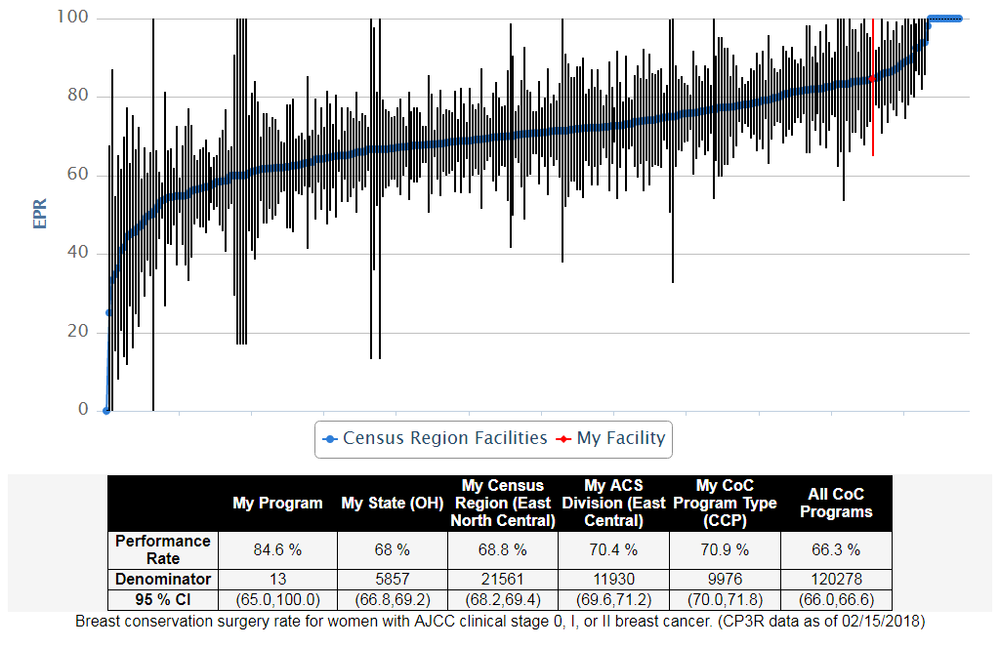 100
80
60
40
20
0
EPR
Census Region Facilities My Facility
My Program
My State (OH)
My Census
Region (East
North Central)
My ACS
Division (East
Central)
My CoC
Program Type
(CCP)
All CoC
Programs
Performance
Rate
84.6 % 68 % 68.8 % 70.4 % 70.9 % 66.3 %
Denominator 13 5857 21561 11930 9976 120278
95 % CI (65.0,100.0) (66.8,69.2) (68.2,69.4) (69.6,71.2) (70.0,71.8) (66.0,66.6)
Breast conservation surgery rate for women with AJCC clinical stage 0, I, or II breast cancer. (CP3R data as of 02/15/2018)